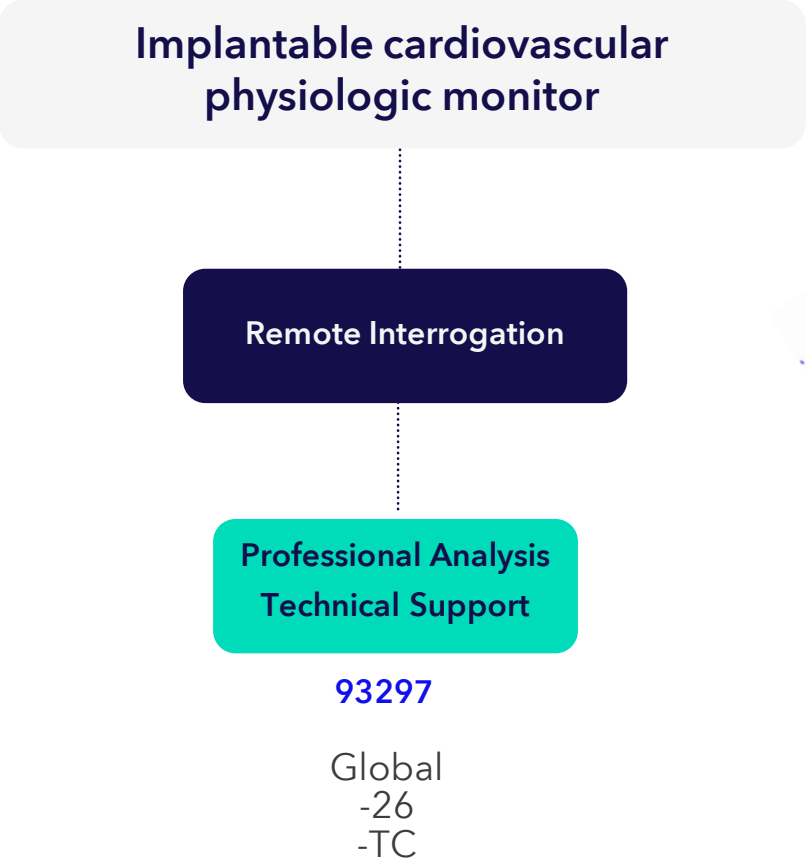 Implantable cardiovascular
physiologic monitor
Remote Interrogation
Professional Analysis
Technical Support
93297
Global
-26
-TC